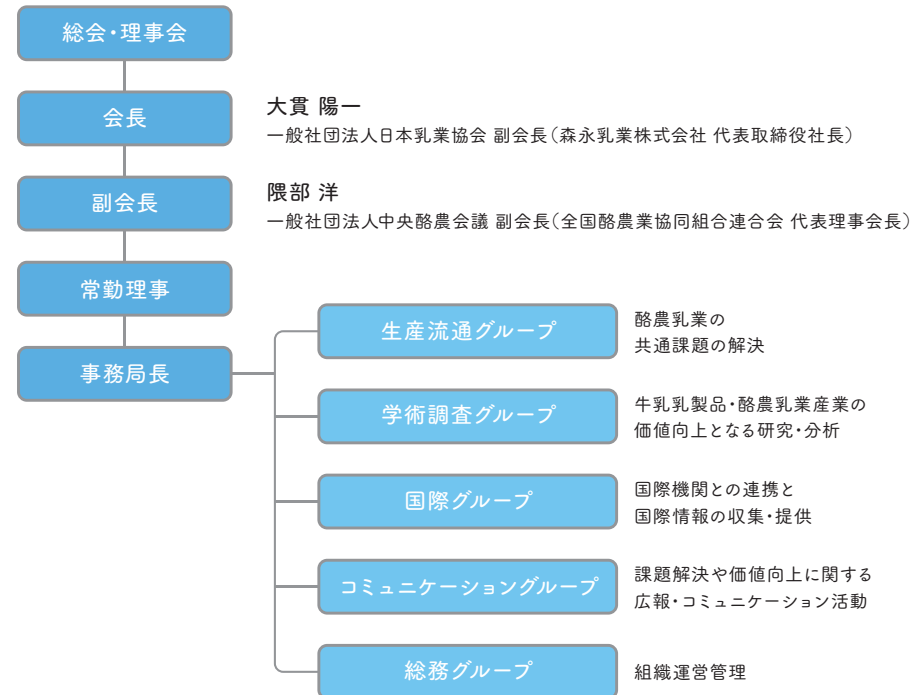 総会・理事会
会長
大貫 陽一
一般社団法人日本乳業協会 副会長（森永乳業株式会社 代表取締役社長）
副会長
隈部 洋
一般社団法人中央酪農会議 副会長（全国酪農業協同組合連合会 代表理事会長）
常勤理事
事務局長
生産流通グループ
酪農乳業の
共通課題の解決
学術調査グループ
牛乳乳製品・酪農乳業産業の
価値向上となる研究・分析
国際グループ
国際機関との連携と
国際情報の収集・提供
コミュニケーショングループ
課題解決や価値向上に関する
広報・コミュニケーション活動
総務グループ
組織運営管理